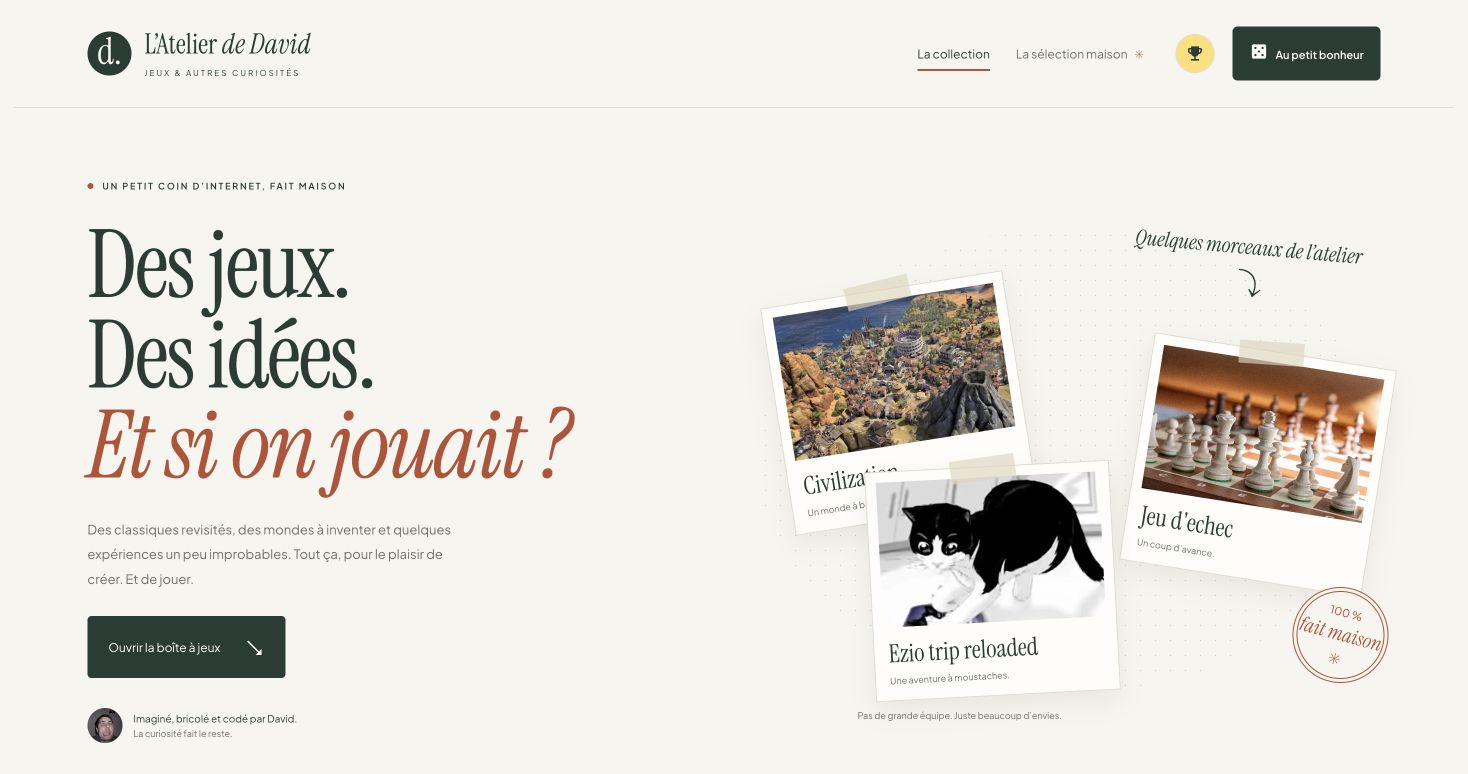 d.
L'Atelier de David
JEUX & AUTRES CURIOSITÉS
La collection
La sélection maison
Au petit bonheur
UN PETIT COIN D'INTERNET, FAIT MAISON
Des jeux.
Des idées.
Et si on jouait ?
Des classiques revisités, des mondes à inventer et quelques
expériences un peu improbables. Tout ça, pour le plaisir de
créer. Et de jouer.
Ouvrir la boîte à jeux
Imaginé, bricolé et codé par David.
La curiosité fait le reste.
Quelques morceaux de l'atelier
Civilization
Un monde à b
Jeu d'echec
Un coup d'avance.
Ezio trip reloaded
Une aventure à moustaches.
100 %
fait maison
Pas de grande équipe. Juste beaucoup d'envies.